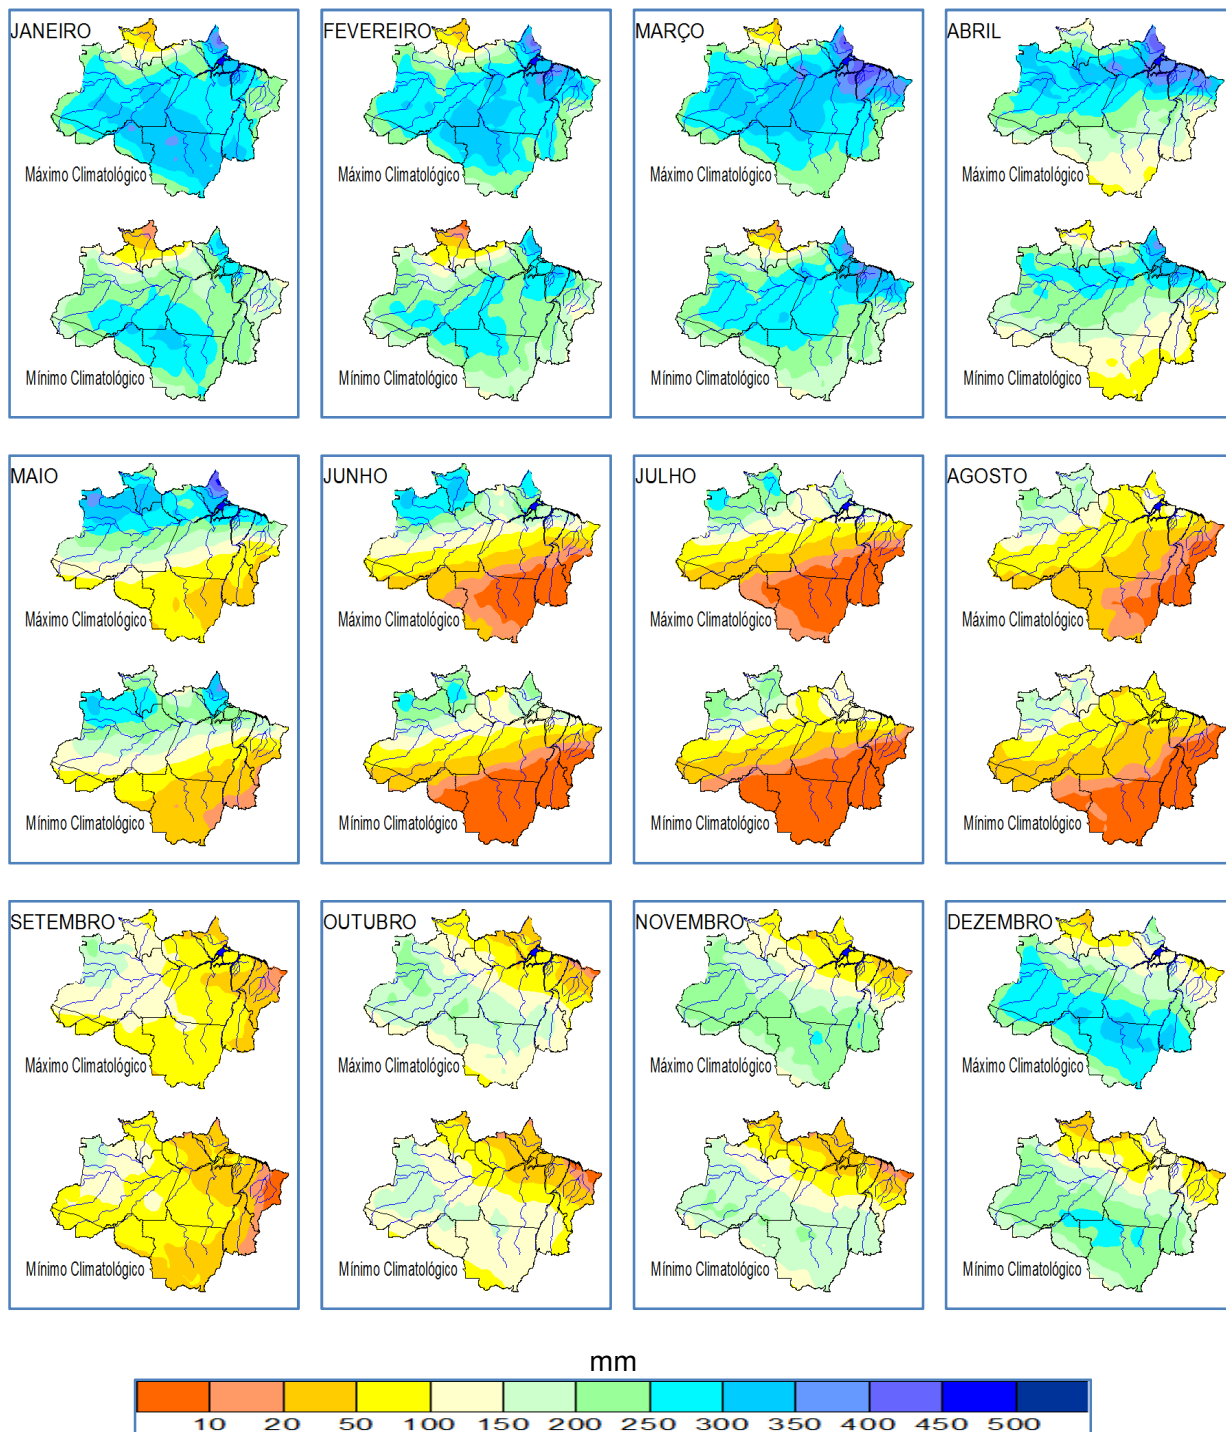 JANEIRO
Máximo Climatológico
Mínimo Climatológico
FEVEREIRO
Máximo Climatológico
Mínimo Climatológico
MARÇO
Máximo Climatológico
Mínimo Climatológico
ABRIL
Máximo Climatológico
Mínimo Climatológico
MAIO
Máximo Climatológico
Mínimo Climatológico
JUNHO
Máximo Climatológico
Mínimo Climatológico
JULHO
Máximo Climatológico
Mínimo Climatológico
AGOSTO
Máximo Climatológico
Mínimo Climatológico
SETEMBRO
Máximo Climatológico
Mínimo Climatológico
OUTUBRO
Máximo Climatológico
Mínimo Climatológico
NOVEMBRO
Máximo Climatológico
Mínimo Climatológico
DEZEMBRO
Máximo Climatológico
Mínimo Climatológico
mm
10 20 50 100 150 200 250 300 350 400 450 500